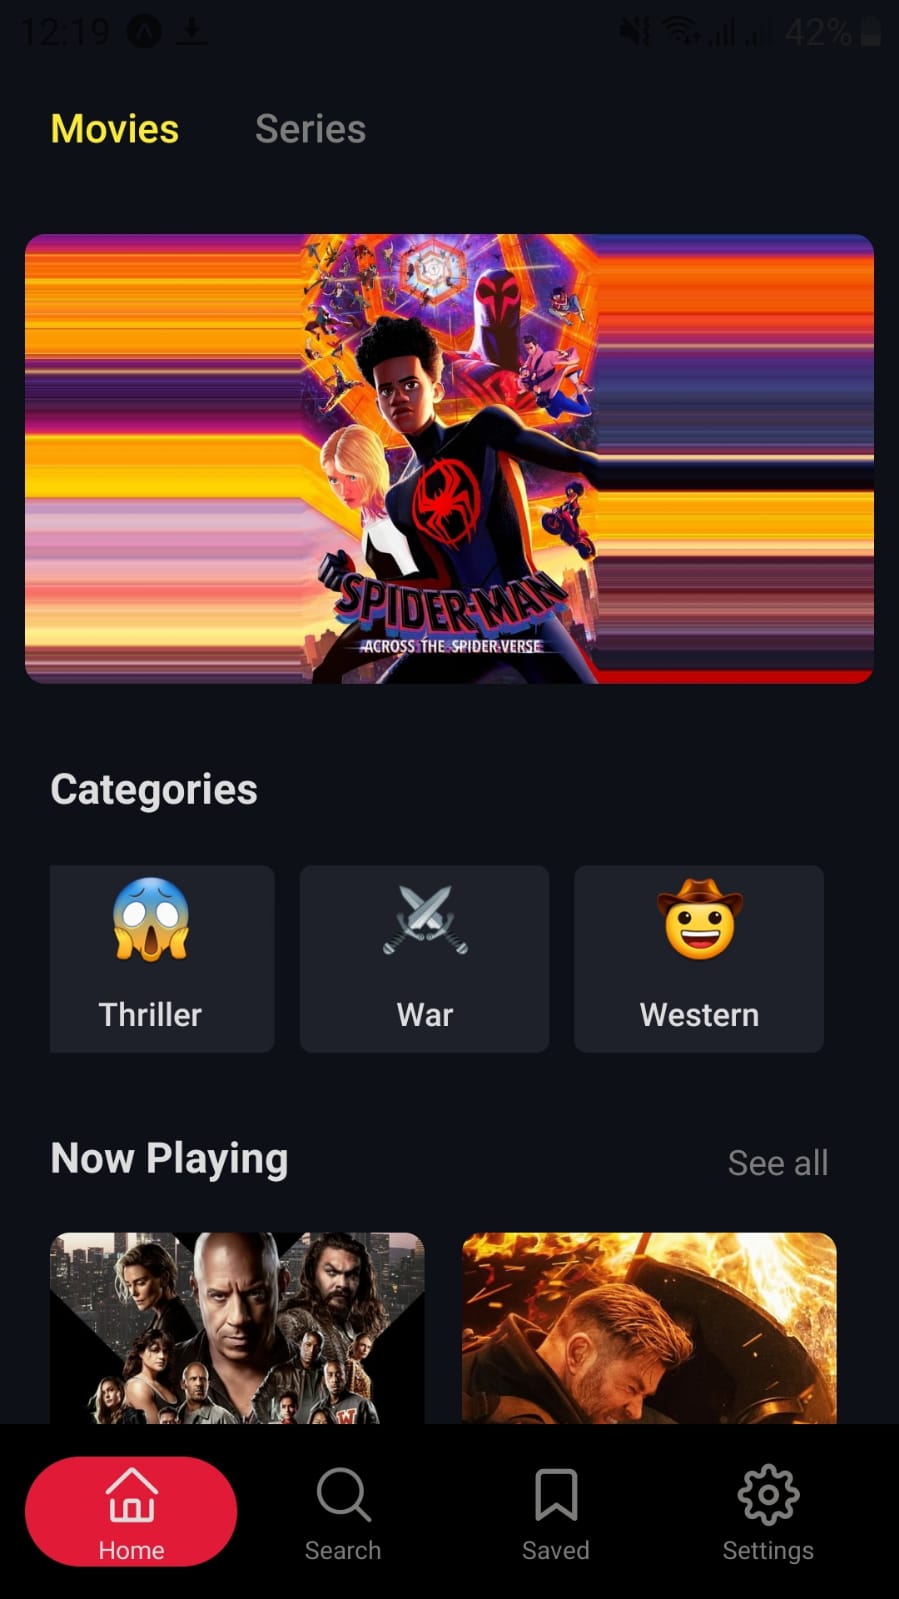 12:19 42%
Movies Series
SPIDER-MAN
ACROSS THE SPIDER-VERSE
Categories
Thriller War Western
Now Playing See all
Home Search Saved Settings